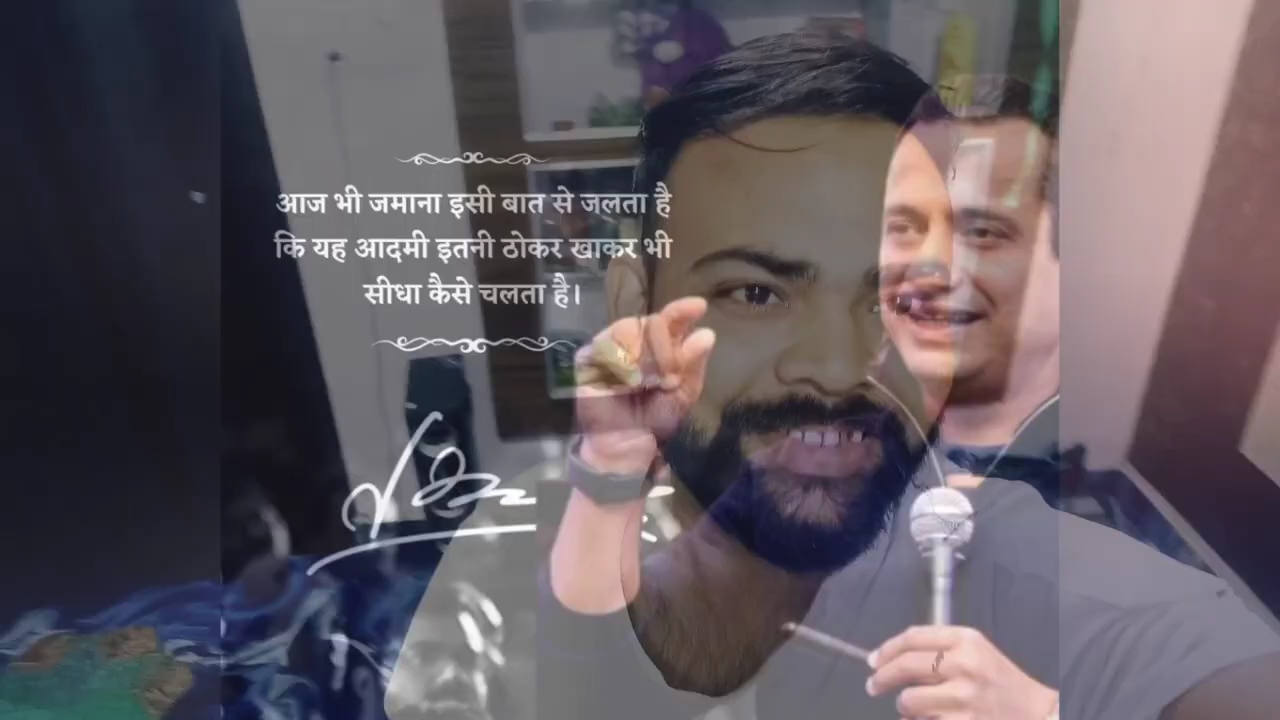 आज भी जमाना इसी बात से जलता है
कि यह आदमी इतनी ठोकर खाकर भी
सीधा कैसे चलता है।